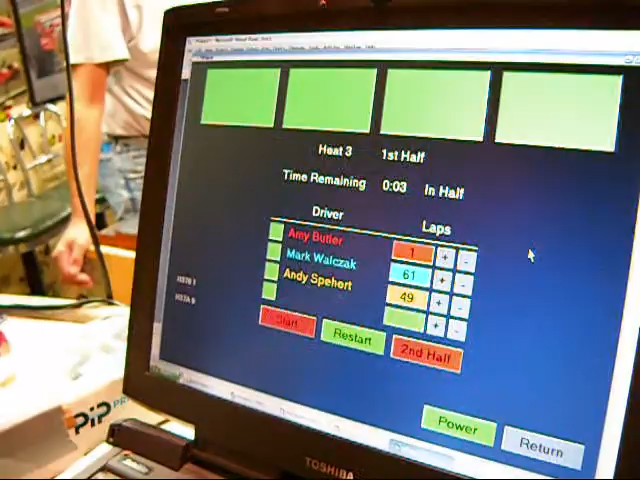 Heat 3 1st Half
Time Remaining 0:03 In Half
Driver Laps
Amy Butler 1 + -
Mark Walczak 61 + -
Andy Spehert 49 + -
+ -
Start Restart 2nd Half
Power Return
PiP
TOSHIBA